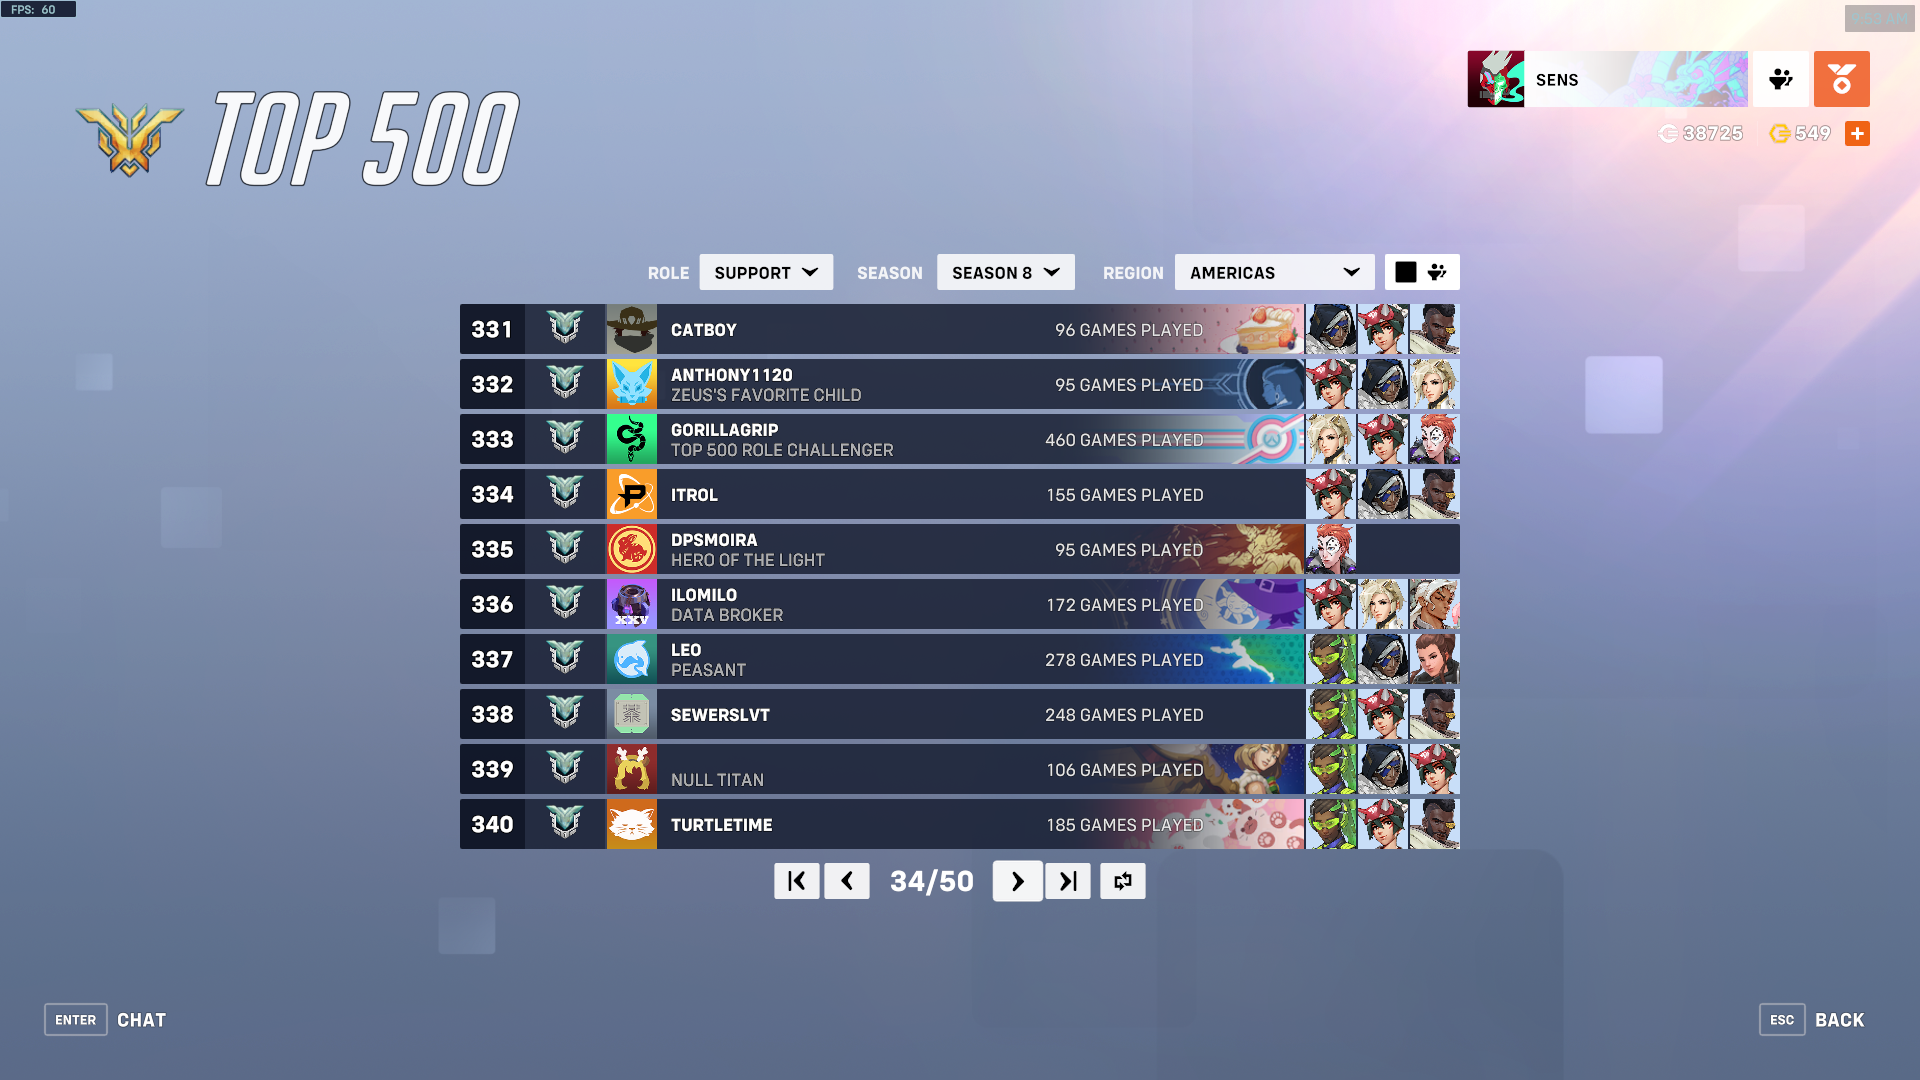 FPS: 60
TOP 500
SENS
38725 549
ROLE SUPPORT SEASON SEASON 8 REGION AMERICAS
331 CATBOY 96 GAMES PLAYED
332 ANTHONY1120 95 GAMES PLAYED
ZEUS'S FAVORITE CHILD
333 GORILLAGRIP 460 GAMES PLAYED
TOP 500 ROLE CHALLENGER
334 ITROL 155 GAMES PLAYED
335 DPSMOIRA 95 GAMES PLAYED
HERO OF THE LIGHT
336 ILOMILO 172 GAMES PLAYED
DATA BROKER
XXV
337 LEO 278 GAMES PLAYED
PEASANT
338 SEWERSLVT 248 GAMES PLAYED
339 NULL TITAN 106 GAMES PLAYED
340 TURTLETIME 185 GAMES PLAYED
34/50
ENTER CHAT
ESC BACK